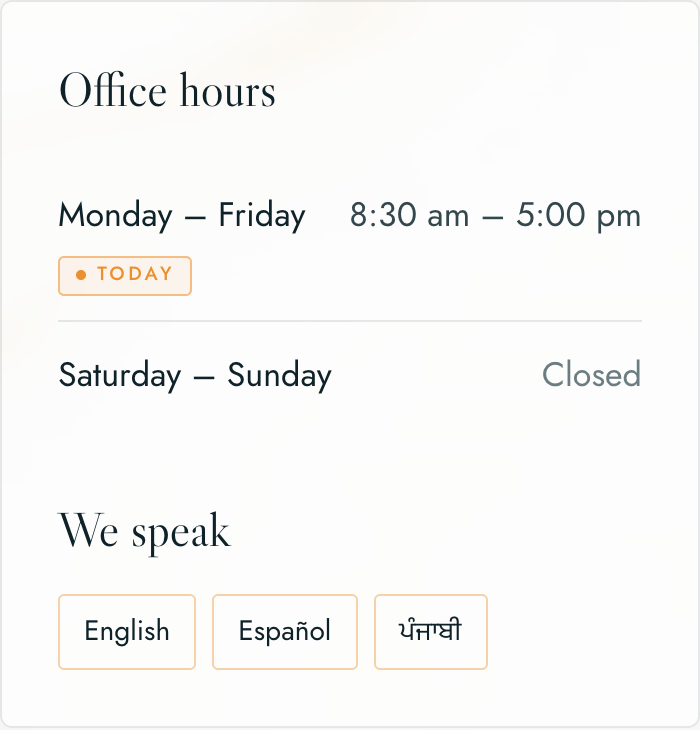 Office hours
Monday – Friday 8:30 am – 5:00 pm
TODAY
Saturday – Sunday Closed
We speak
English Español ਪੰਜਾਬੀ